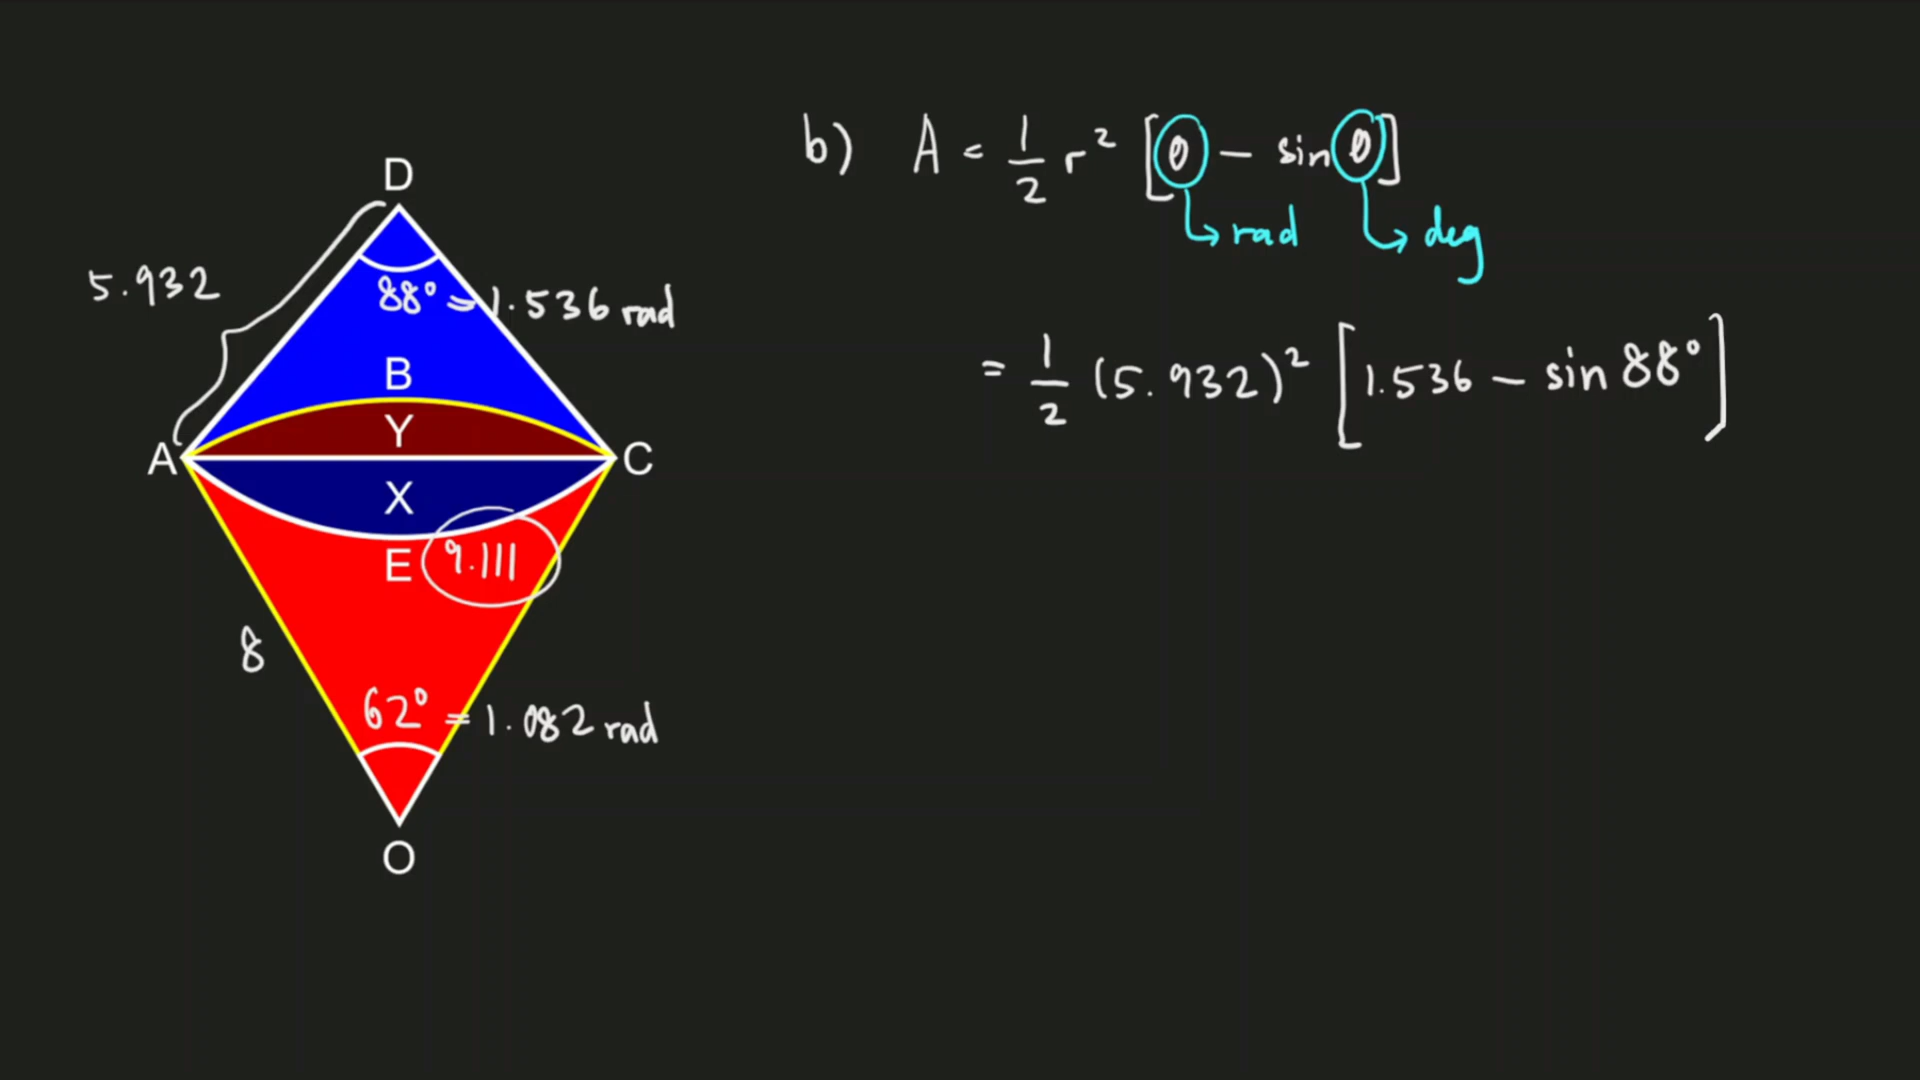 b) A = 1/2 r² [θ − sin θ]
D
rad deg
5.932
88° = 1.536 rad
B
= 1/2 (5.932)² [1.536 − sin 88°]
Y
A C
X
E 9.111
8
62° = 1.082 rad
O